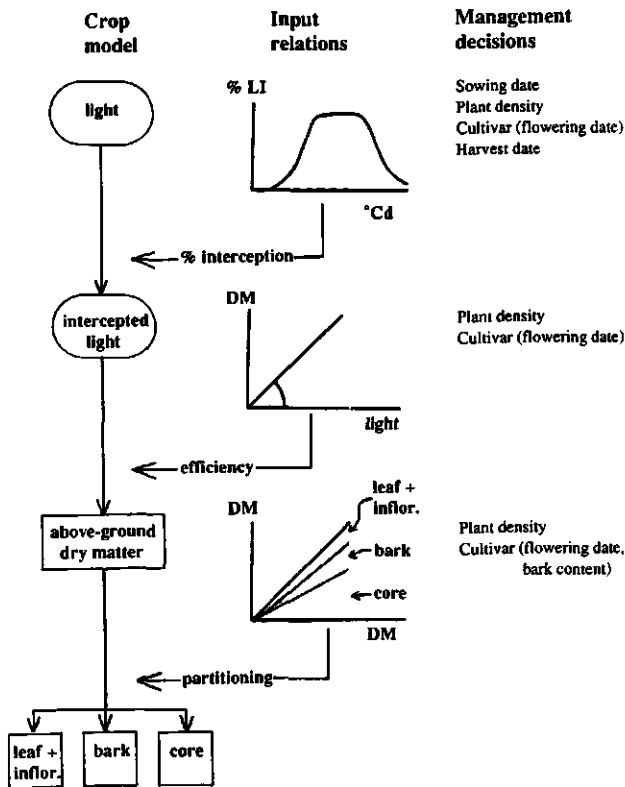 Crop
model
Input
relations
Management
decisions
light
% LI
°Cd
Sowing date
Plant density
Cultivar (flowering date)
Harvest date
% interception
intercepted
light
DM
light
Plant density
Cultivar (flowering date)
efficiency
above-ground
dry matter
DM
leaf +
inflor.
bark
core
DM
Plant density
Cultivar (flowering date,
bark content)
partitioning
leaf +
inflor.
bark
core